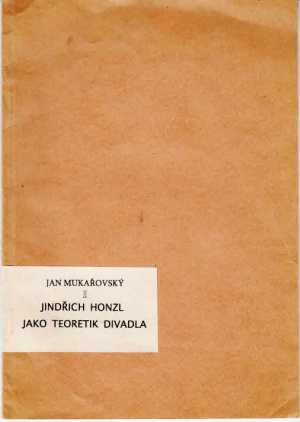 JAN MUKAŘOVSKÝ
JINDŘICH HONZL
JAKO TEORETIK DIVADLA